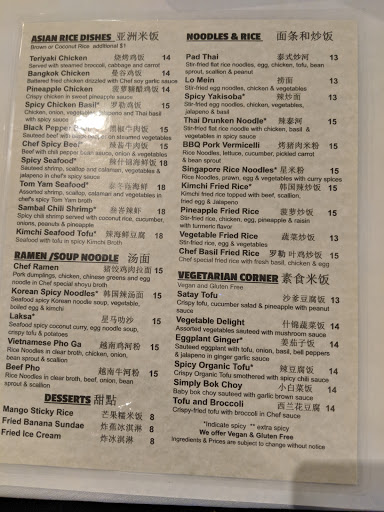 ASIAN RICE DISHES 亚洲米饭
Brown or Coconut Rice additional $1
Teriyaki Chicken 烧烤鸡饭 14
Served with steamed broccoli, cabbage and carrot
Bangkok Chicken 曼谷鸡饭 14
Battered fried chicken drizzled with Chef soy garlic sauce
Pineapple Chicken 菠萝糖醋鸡饭 14
Crispy chicken in sweet pineapple sauce
Spicy Chicken Basil* 罗勒鸡饭 15
Chicken, onion, vegetables, jalapeno and Thai basil
with spicy sauce
Black Pepper 黑椒牛肉饭 15
Sauteed beef with black pepper on steamed vegetables
Chef Spicy Beef* 辣昜牛肉饭 15
Beef with chef pepper bean sauce, onion & vegetables
Spicy Seafood* 辣什锦海鲜饭 18
Assorted shrimp, scallop and calamari, vegetables &
jalapeno in chef's spicy sauce
Tom Yam Seafood* 泰冬荫海鲜 18
Assorted shrimp, scallop, calamari and vegetables in
chef's spicy Tom Yam broth
Sambal Chili Shrimp* 叁峇辣虾 18
Spicy chili shrimp served with coconut rice, cucumber,
onions, peanuts & pineapple
Kimchi Seafood Tofu* 辣海鲜豆腐 18
Seafood with tofu in spicy Kimchi Broth
RAMEN /SOUP NOODLE 汤面
Chef Ramen 猪饺鸡肉拉面 15
Pork dumplings, chicken, chinese greens and egg
noodle in Chef special shoyu broth
Korean Spicy Noodles* 韩国辣汤面 15
Seafood spicy Korean noodle soup, vegetable,
boiled egg & kimchi
Laksa* 星马叻沙 15
Seafood spicy coconut curry, egg noodle soup,
crispy tofu & potatoes
Vietnamese Pho Ga 越南鸡河粉 15
Rice noodles in clear broth, chicken, onion,
bean sprout & scallion
Beef Pho 越南牛河粉 15
Rice Noodles in clear broth, beef, onion, bean
sprout & scallion
DESSERTS 甜點
Mango Sticky Rice 芒果糯米饭 8
Fried Banana Sundae 炸蕉冰淇淋 8
Fried Ice Cream 炸冰淇淋 8
NOODLES & RICE 面条和炒饭
Pad Thai 泰式炒河 13
Stir-fried flat rice noodles, egg, chicken, tofu, bean
sprout, scallion & peanut
Lo Mein 捞面 13
Stir-fried egg noodles, chicken & vegetables
Spicy Yakisoba* 辣炒面 13
Stir-fried egg noodles, chicken & vegetables,
jalapeno & basil
Thai Drunken Noodle* 辣泰河 15
Stir-fried flat rice noodle with chicken, basil &
vegetables in spicy sauce
BBQ Pork Vermicelli 烤猪肉米粉 15
Rice Noodles, lettuce, cucumber, pickled carrot
& bean sprout
Singapore Rice Noodles* 星米粉 15
Rice Noodles, prawn, egg & vegetables with curry spices
Kimchi Fried Rice* 韩国辣炒饭 15
Kimchi fried rice topped with beef, scallion,
fried egg & Jalapeno
Pineapple Fried Rice 菠萝炒饭 15
Stir-fried rice, chicken, egg, pineapple & raisin
with turmeric flavor
Vegetable Fried Rice 蔬菜炒饭 13
Stir-fried rice, egg & vegetables
Chef Basil Fried Rice 罗勒叶鸡炒饭 15
Chef special fried rice with fresh basil, chicken & egg
VEGETARIAN CORNER 素食米饭
Vegan and Gluten Free
Satay Tofu 沙爹豆腐饭 13
Crispy tofu, cucumber salad & pineapple with peanut
sauce
Vegetable Delight 什锦蔬菜饭 14
Assorted vegetables sauteed with mushroom sauce
Eggplant Ginger* 姜茄子饭 14
Sauteed eggplant with tofu, onion, basil, bell peppers
& jalapeno in ginger garlic sauce
Spicy Organic Tofu* 辣豆腐饭 14
Crispy Organic Tofu smothered with spicy chili sauce
Simply Bok Choy 小白菜饭 14
Baby bok choy sauteed with garlic brown sauce
Tofu and Broccoli 西兰花豆腐 14
Crispy-fried tofu with broccoli in Chef sauce
*Indicate spicy ** extra spicy
We offer Vegan & Gluten Free
Ingredients & Prices are subject to change without notice